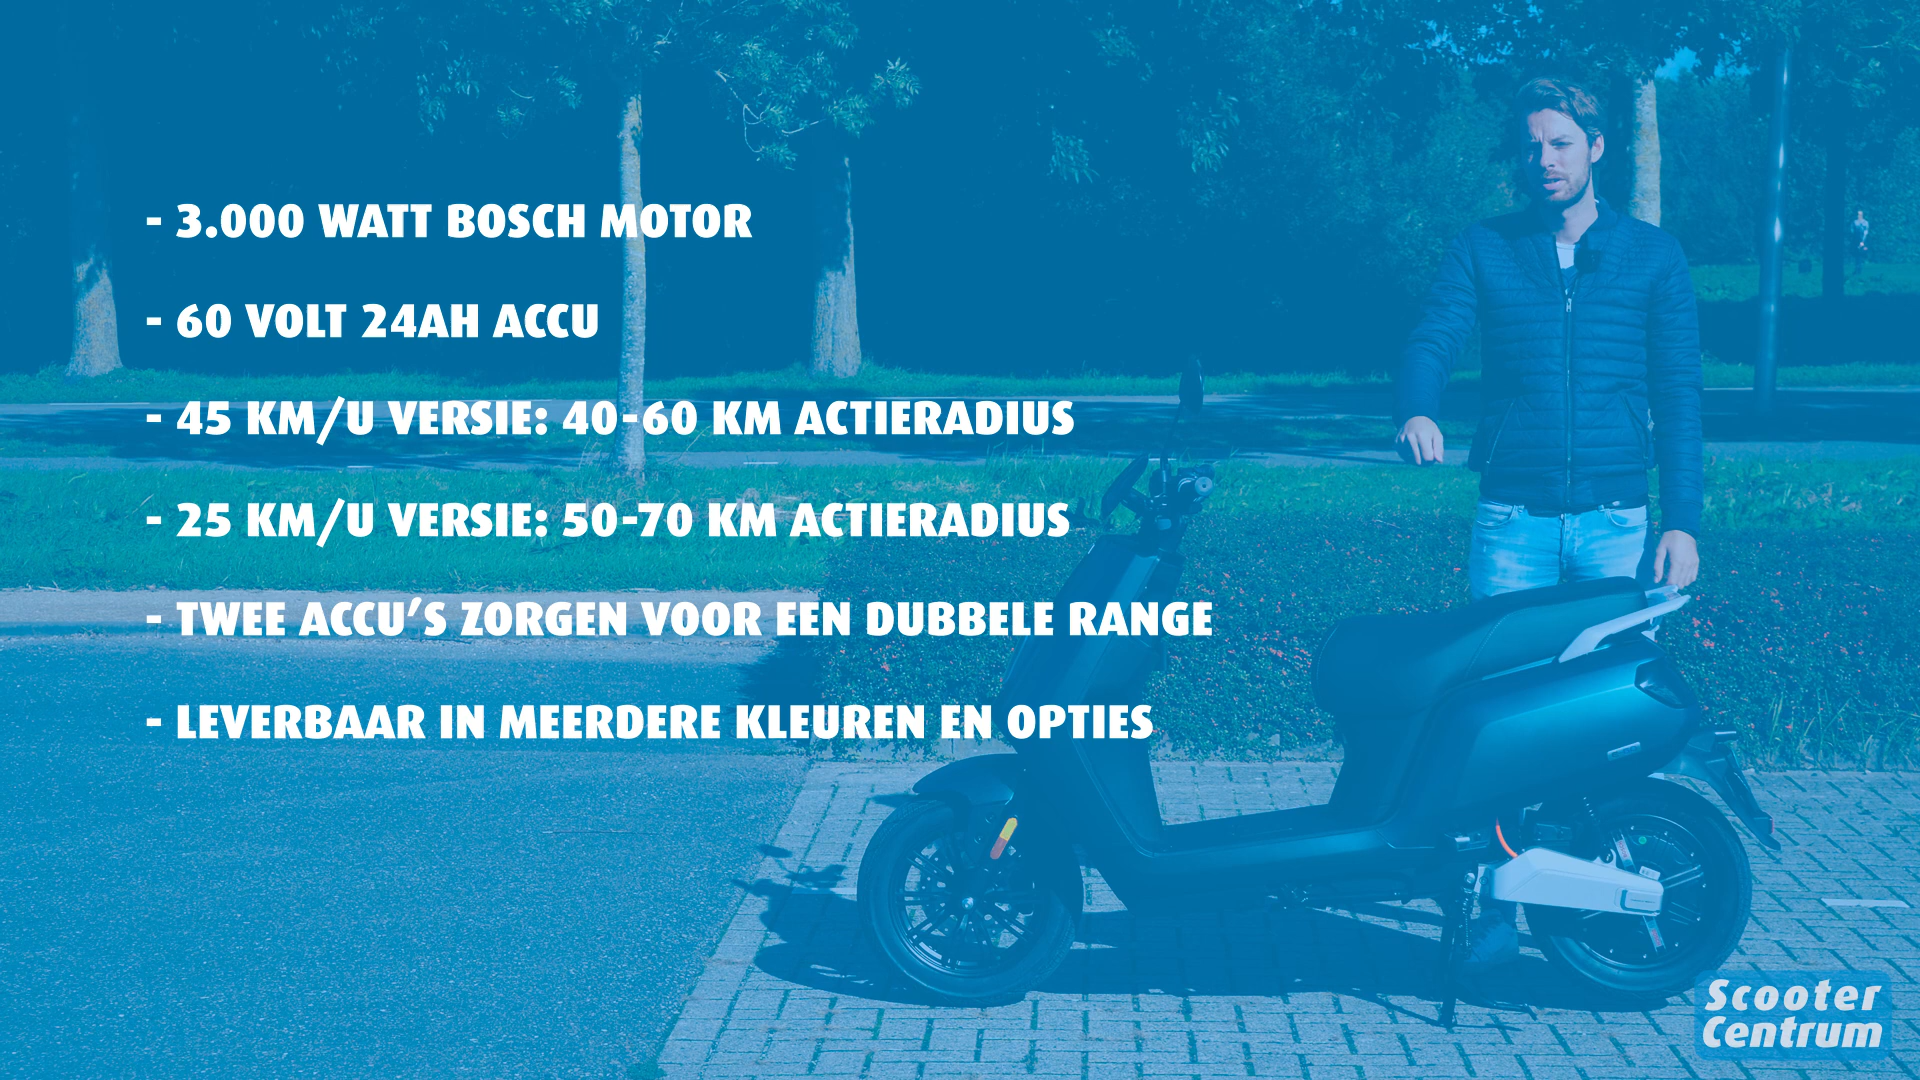 - 3.000 WATT BOSCH MOTOR
- 60 VOLT 24AH ACCU
- 45 KM/U VERSIE: 40-60 KM ACTIERADIUS
- 25 KM/U VERSIE: 50-70 KM ACTIERADIUS
- TWEE ACCU'S ZORGEN VOOR EEN DUBBELE RANGE
- LEVERBAAR IN MEERDERE KLEUREN EN OPTIES
Scooter
Centrum